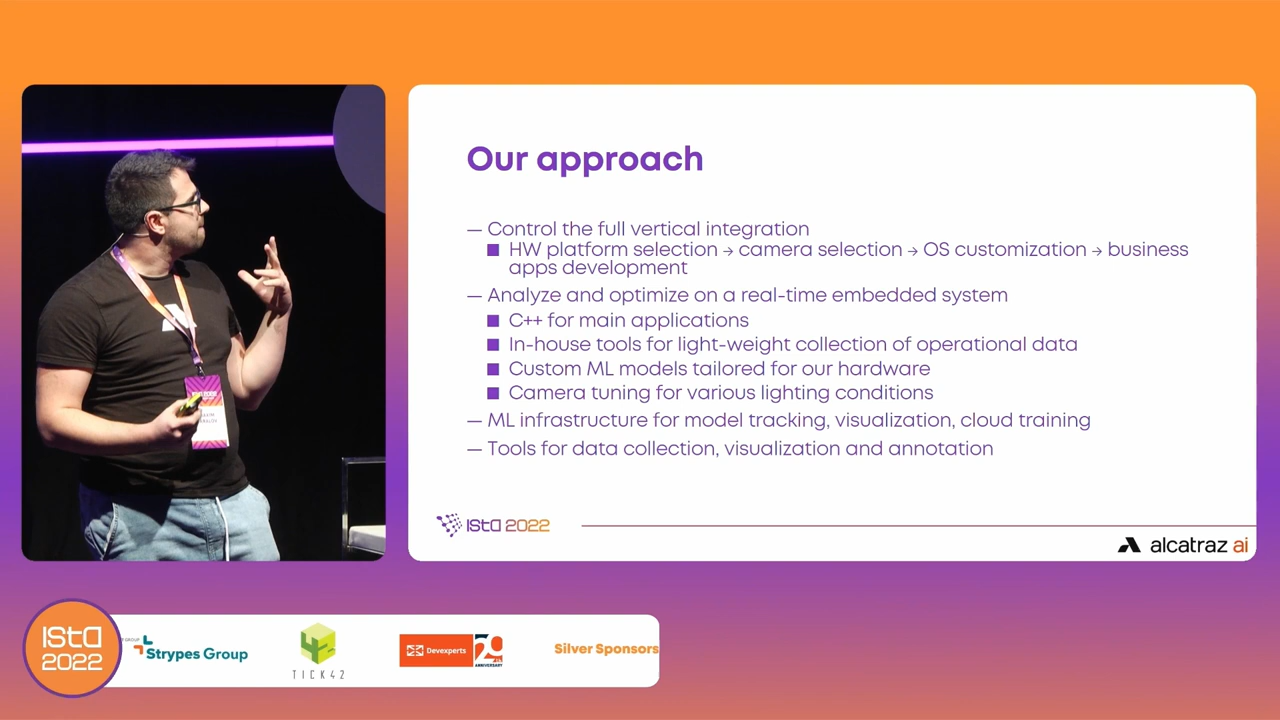 Our approach
— Control the full vertical integration
■ HW platform selection → camera selection → OS customization → business
apps development
— Analyze and optimize on a real-time embedded system
■ C++ for main applications
■ In-house tools for light-weight collection of operational data
■ Custom ML models tailored for our hardware
■ Camera tuning for various lighting conditions
— ML infrastructure for model tracking, visualization, cloud training
— Tools for data collection, visualization and annotation
ISTA 2022
alcatraz ai
ISTA
2022
GROUP
Strypes Group
TICK42
Devexperts
20
ANNIVERSARY
Silver Sponsors